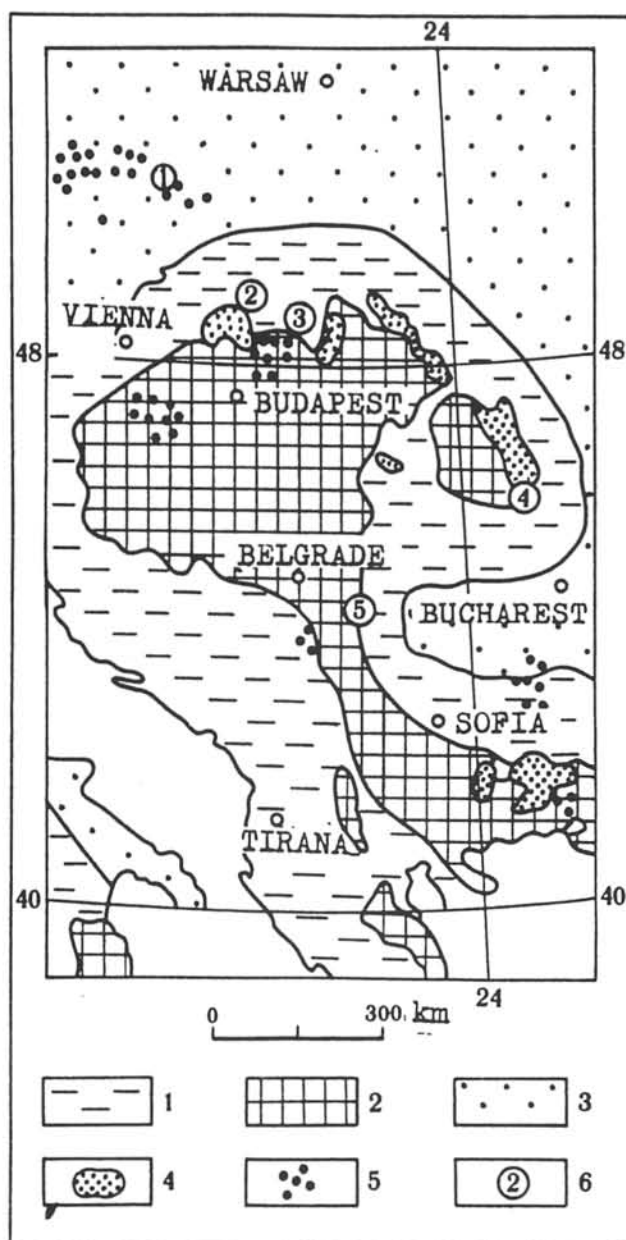 24
WARSAW
1
2
3
VIENNA
48 48
BUDAPEST
4
BELGRADE
5
BUCHAREST
SOFIA
TIRANA
40 40
24
0 300 km
1 2 3
4 2 5 6